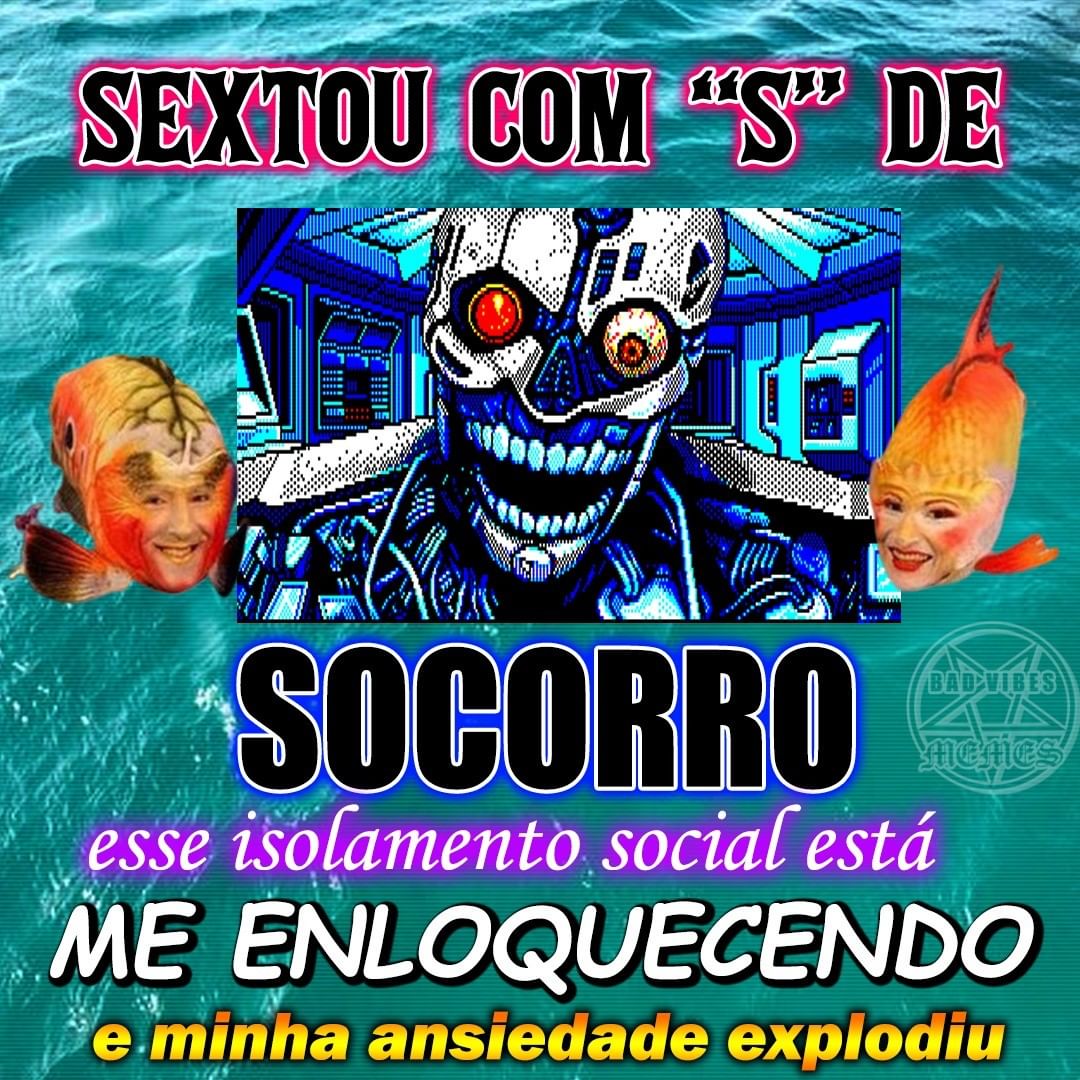 SEXTOU COM “S” DE
SOCORRO
BAD VIBES
MEMES
esse isolamento social está
ME ENLOQUECENDO
e minha ansiedade explodiu